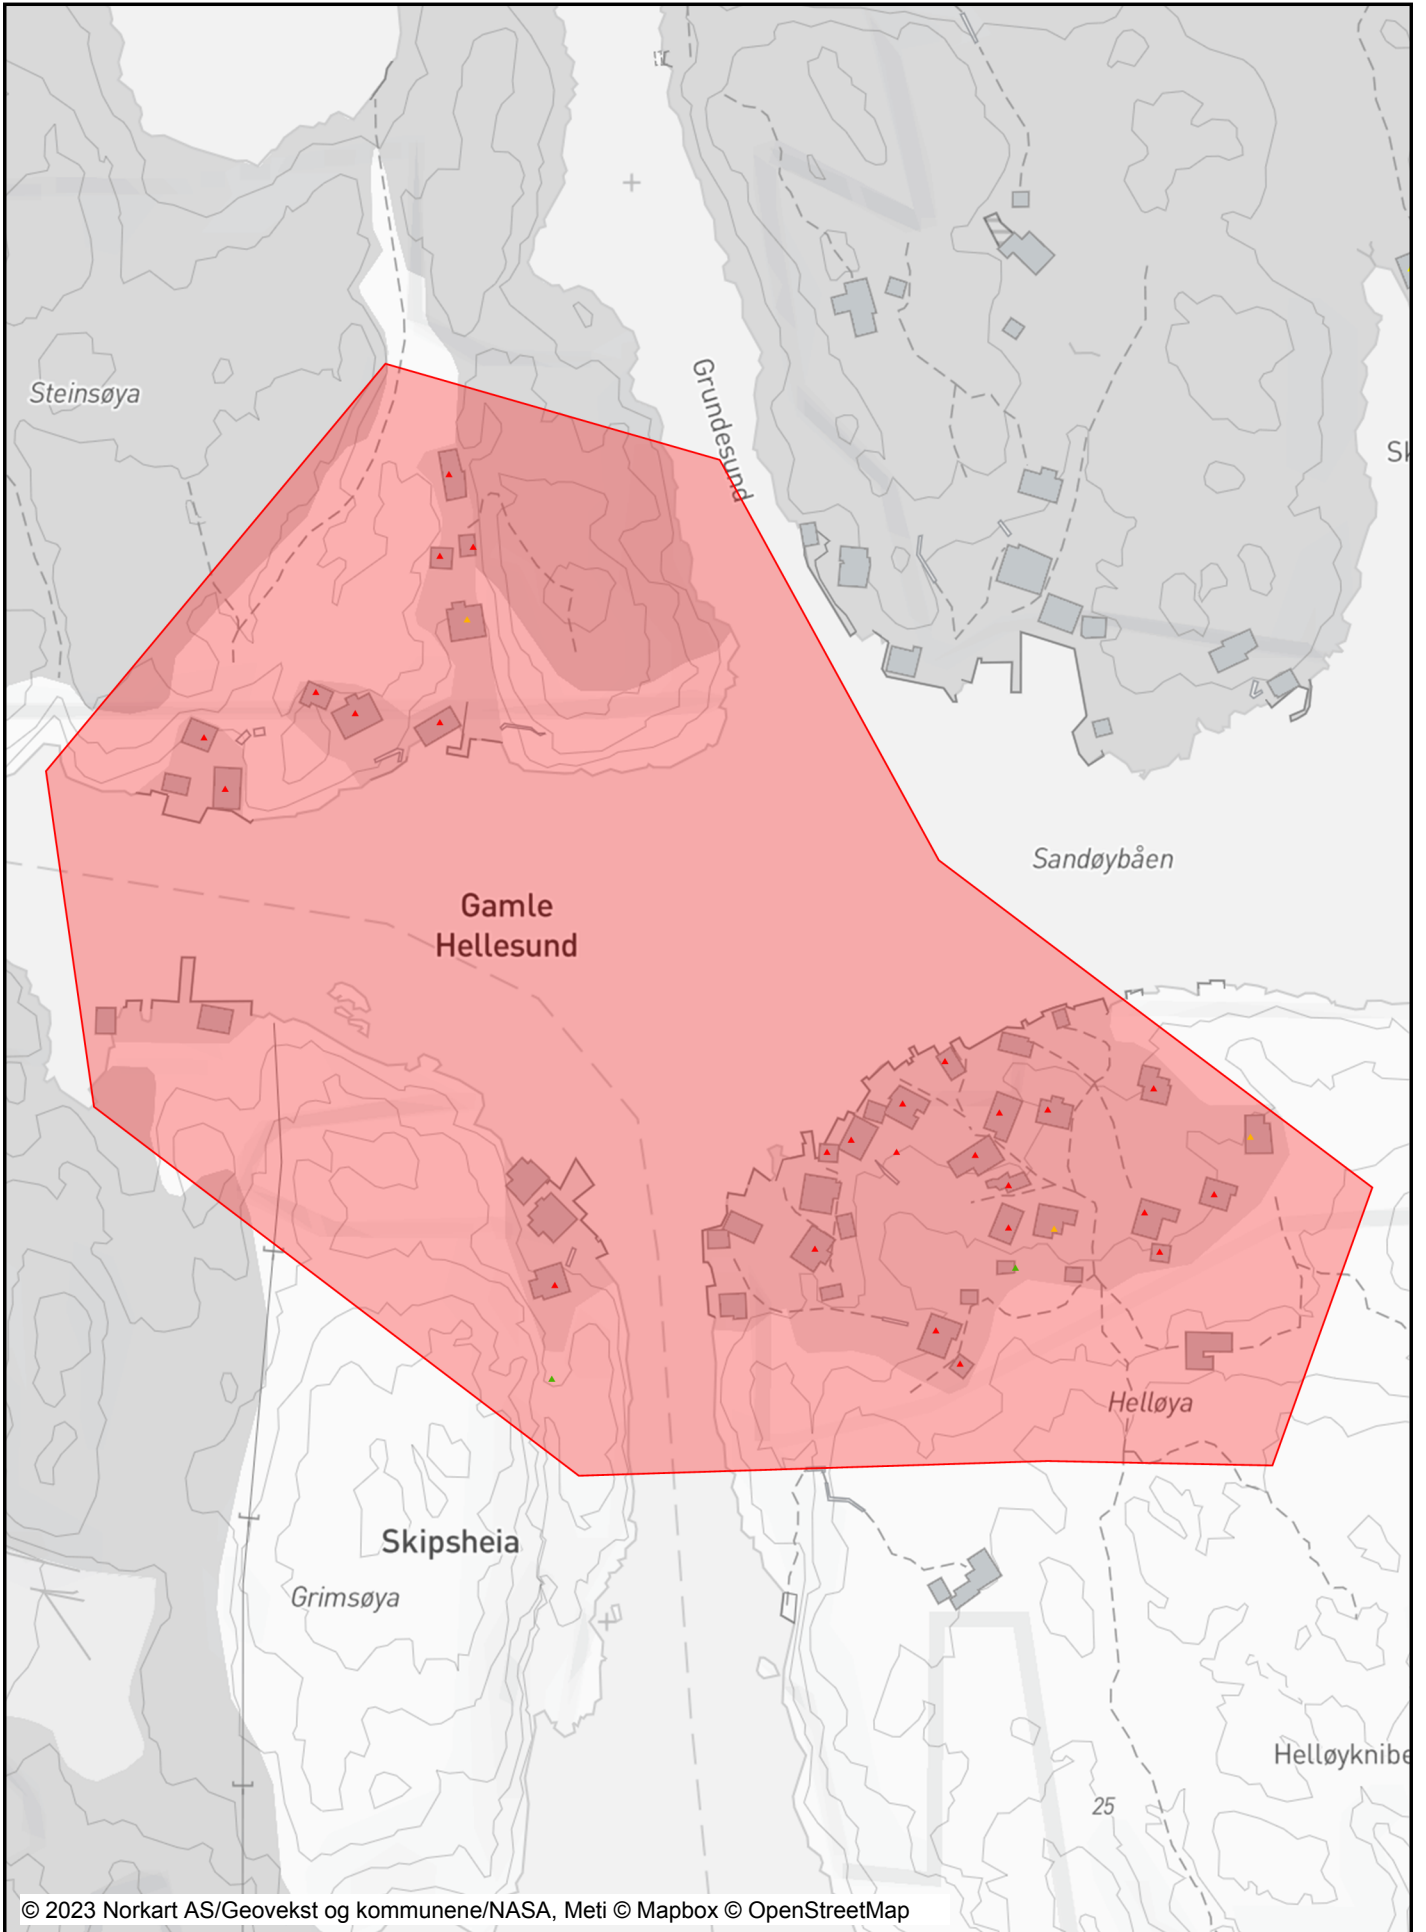 Steinsøya
Grundesund
Sk
Sandøybåen
Gamle
Hellesund
Helløya
Skipsheia
Grimsøya
Helløyknibe
25
© 2023 Norkart AS/Geovekst og kommunene/NASA, Meti © Mapbox © OpenStreetMap